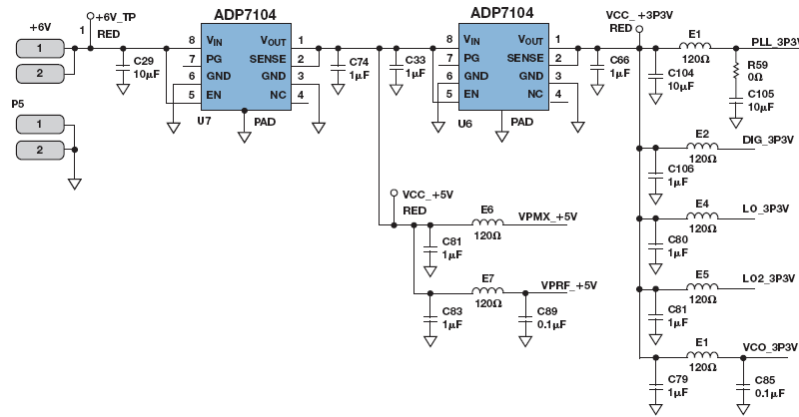 +6V
1
2
P5
1
2
1
+6V_TP
RED
C29
10µF
ADP7104
8 VIN VOUT 1
7 PG SENSE 2
6 GND GND 3
5 EN NC 4
U7 PAD
C74
1µF
C33
1µF
ADP7104
8 VIN VOUT 1
7 PG SENSE 2
6 GND GND 3
5 EN NC 4
U6 PAD
C66
1µF
VCC_+3P3V
RED
C104
10µF
E1
120Ω
PLL_3P3V
R59
0Ω
C105
10µF
E2
120Ω
DIG_3P3V
C106
1µF
E4
120Ω
LO_3P3V
C80
1µF
E5
120Ω
LO2_3P3V
C81
1µF
E1
120Ω
VCO_3P3V
C79
1µF
C85
0.1µF
VCC_+5V
RED
E6
120Ω
VPMX_+5V
C81
1µF
E7
120Ω
VPRF_+5V
C83
1µF
C89
0.1µF